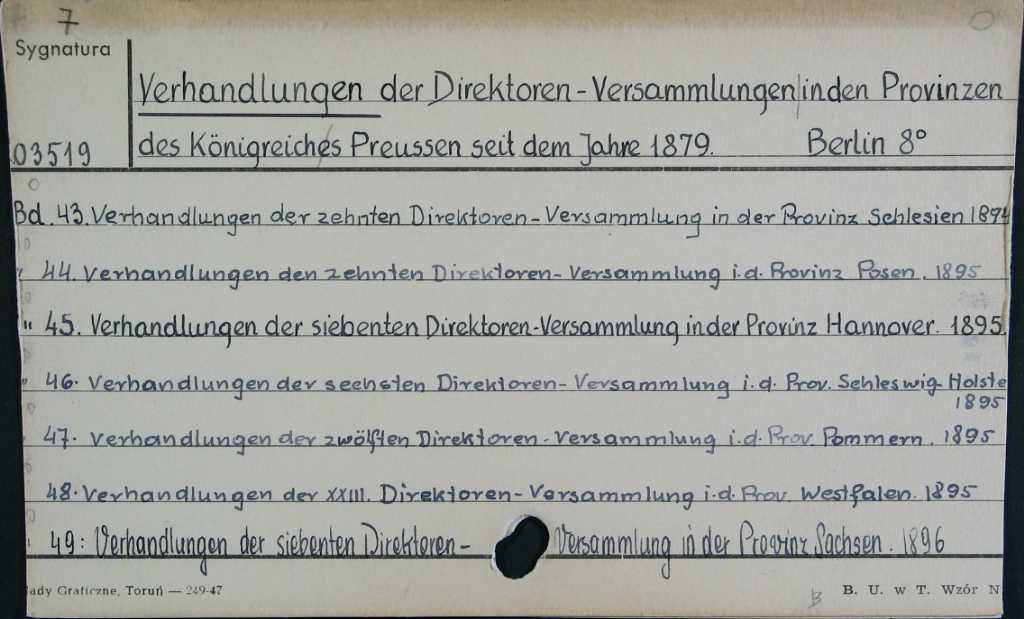 7
Sygnatura
Verhandlungen der Direktoren-Versammlungen in den Provinzen
03519 des Königreiches Preussen seit dem Jahre 1879. Berlin 8°
Bd. 43. Verhandlungen der zehnten Direktoren-Versammlung in der Provinz Schlesien 1894
44. Verhandlungen den zehnten Direktoren-Versammlung i.d. Provinz Posen. 1895
" 45. Verhandlungen der siebenten Direktoren-Versammlung in der Provinz Hannover. 1895.
" 46. Verhandlungen der sechsten Direktoren-Versammlung i.d. Prov. Schleswig-Holste
1895
47. Verhandlungen der zwölften Direktoren-Versammlung i.d. Prov. Pommern. 1895
48. Verhandlungen der XXIII. Direktoren-Versammlung i.d. Prov. Westfalen. 1895
49: Verhandlungen der siebenten Direktoren-Versammlung in der Provinz Sachsen. 1896
ady Graficzne, Toruń — 249-47 B B. U. w T. Wzór N